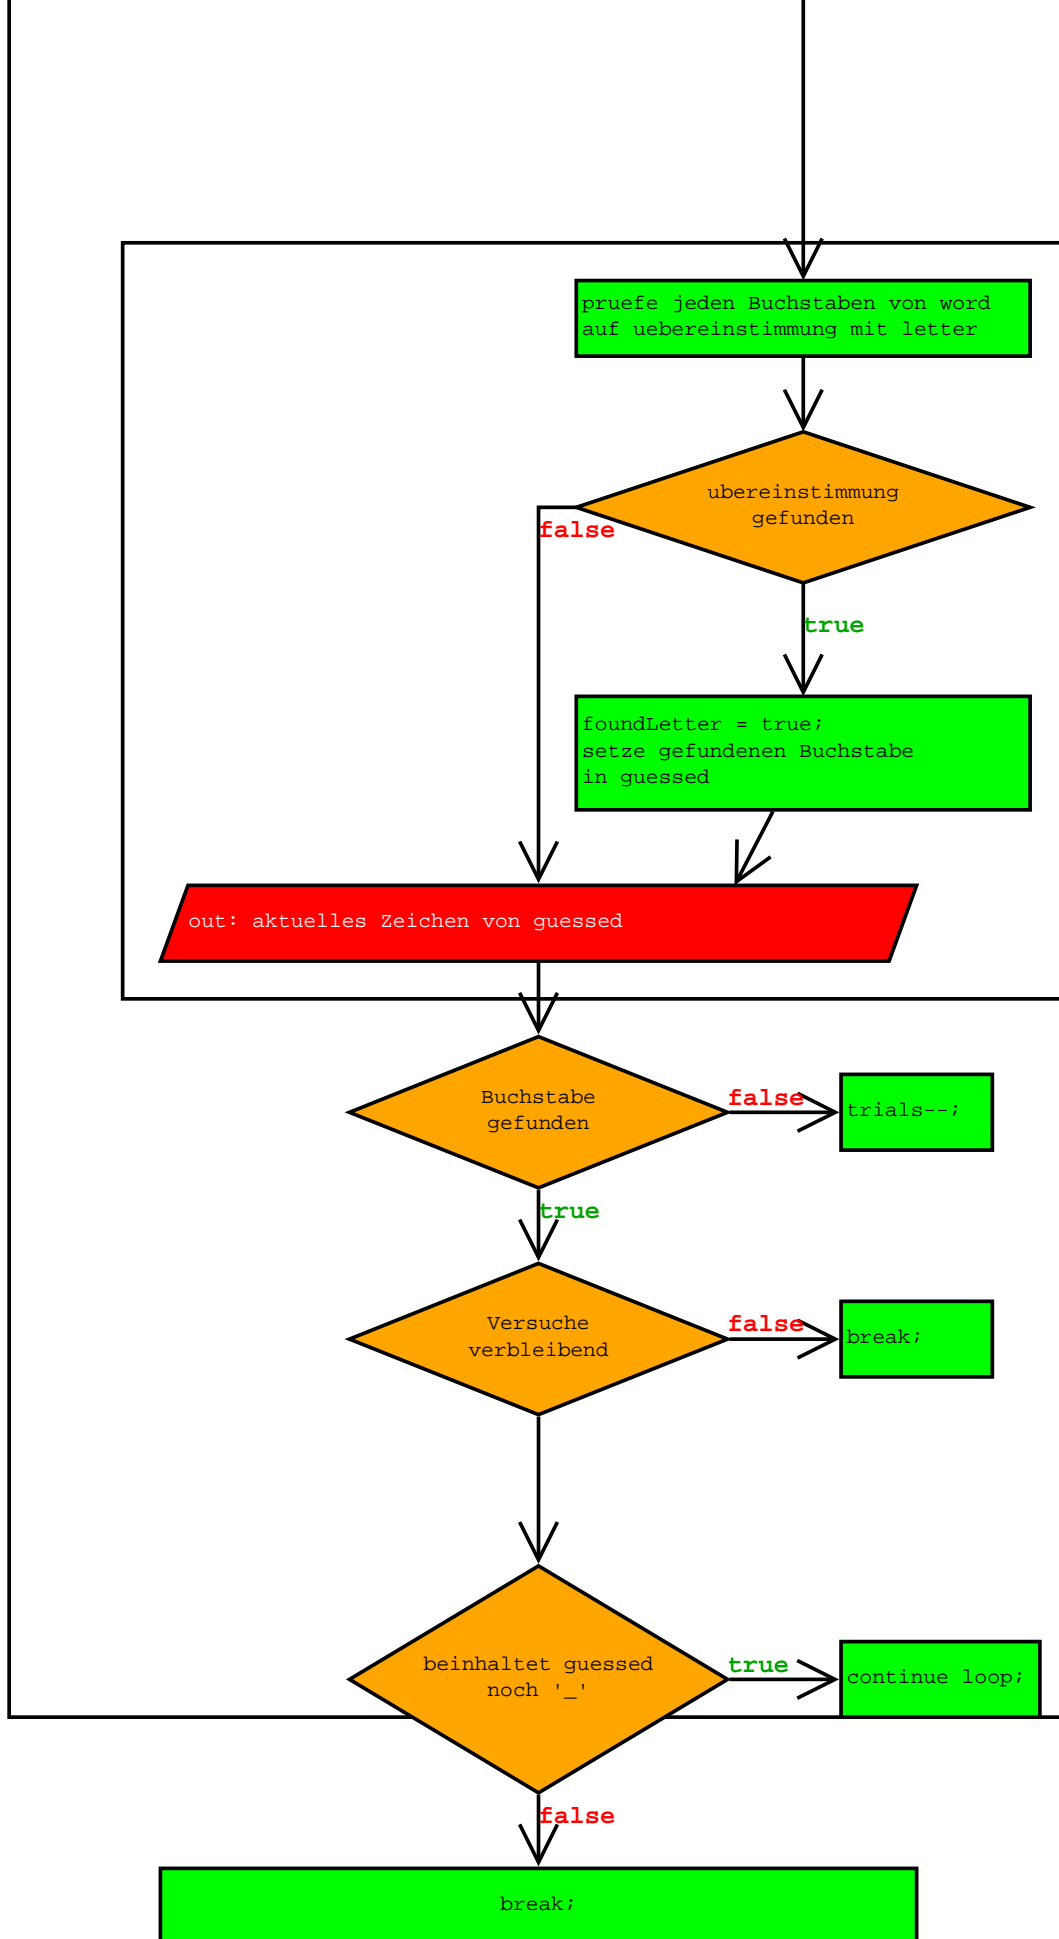 pruefe jeden Buchstaben von word
auf uebereinstimmung mit letter
ubereinstimmung
gefunden
false
true
foundLetter = true;
setze gefundenen Buchstabe
in guessed
out: aktuelles Zeichen von guessed
Buchstabe
gefunden
false
trials--;
true
Versuche
verbleibend
false
break;
beinhaltet guessed
noch '_'
true
continue loop;
false
break;